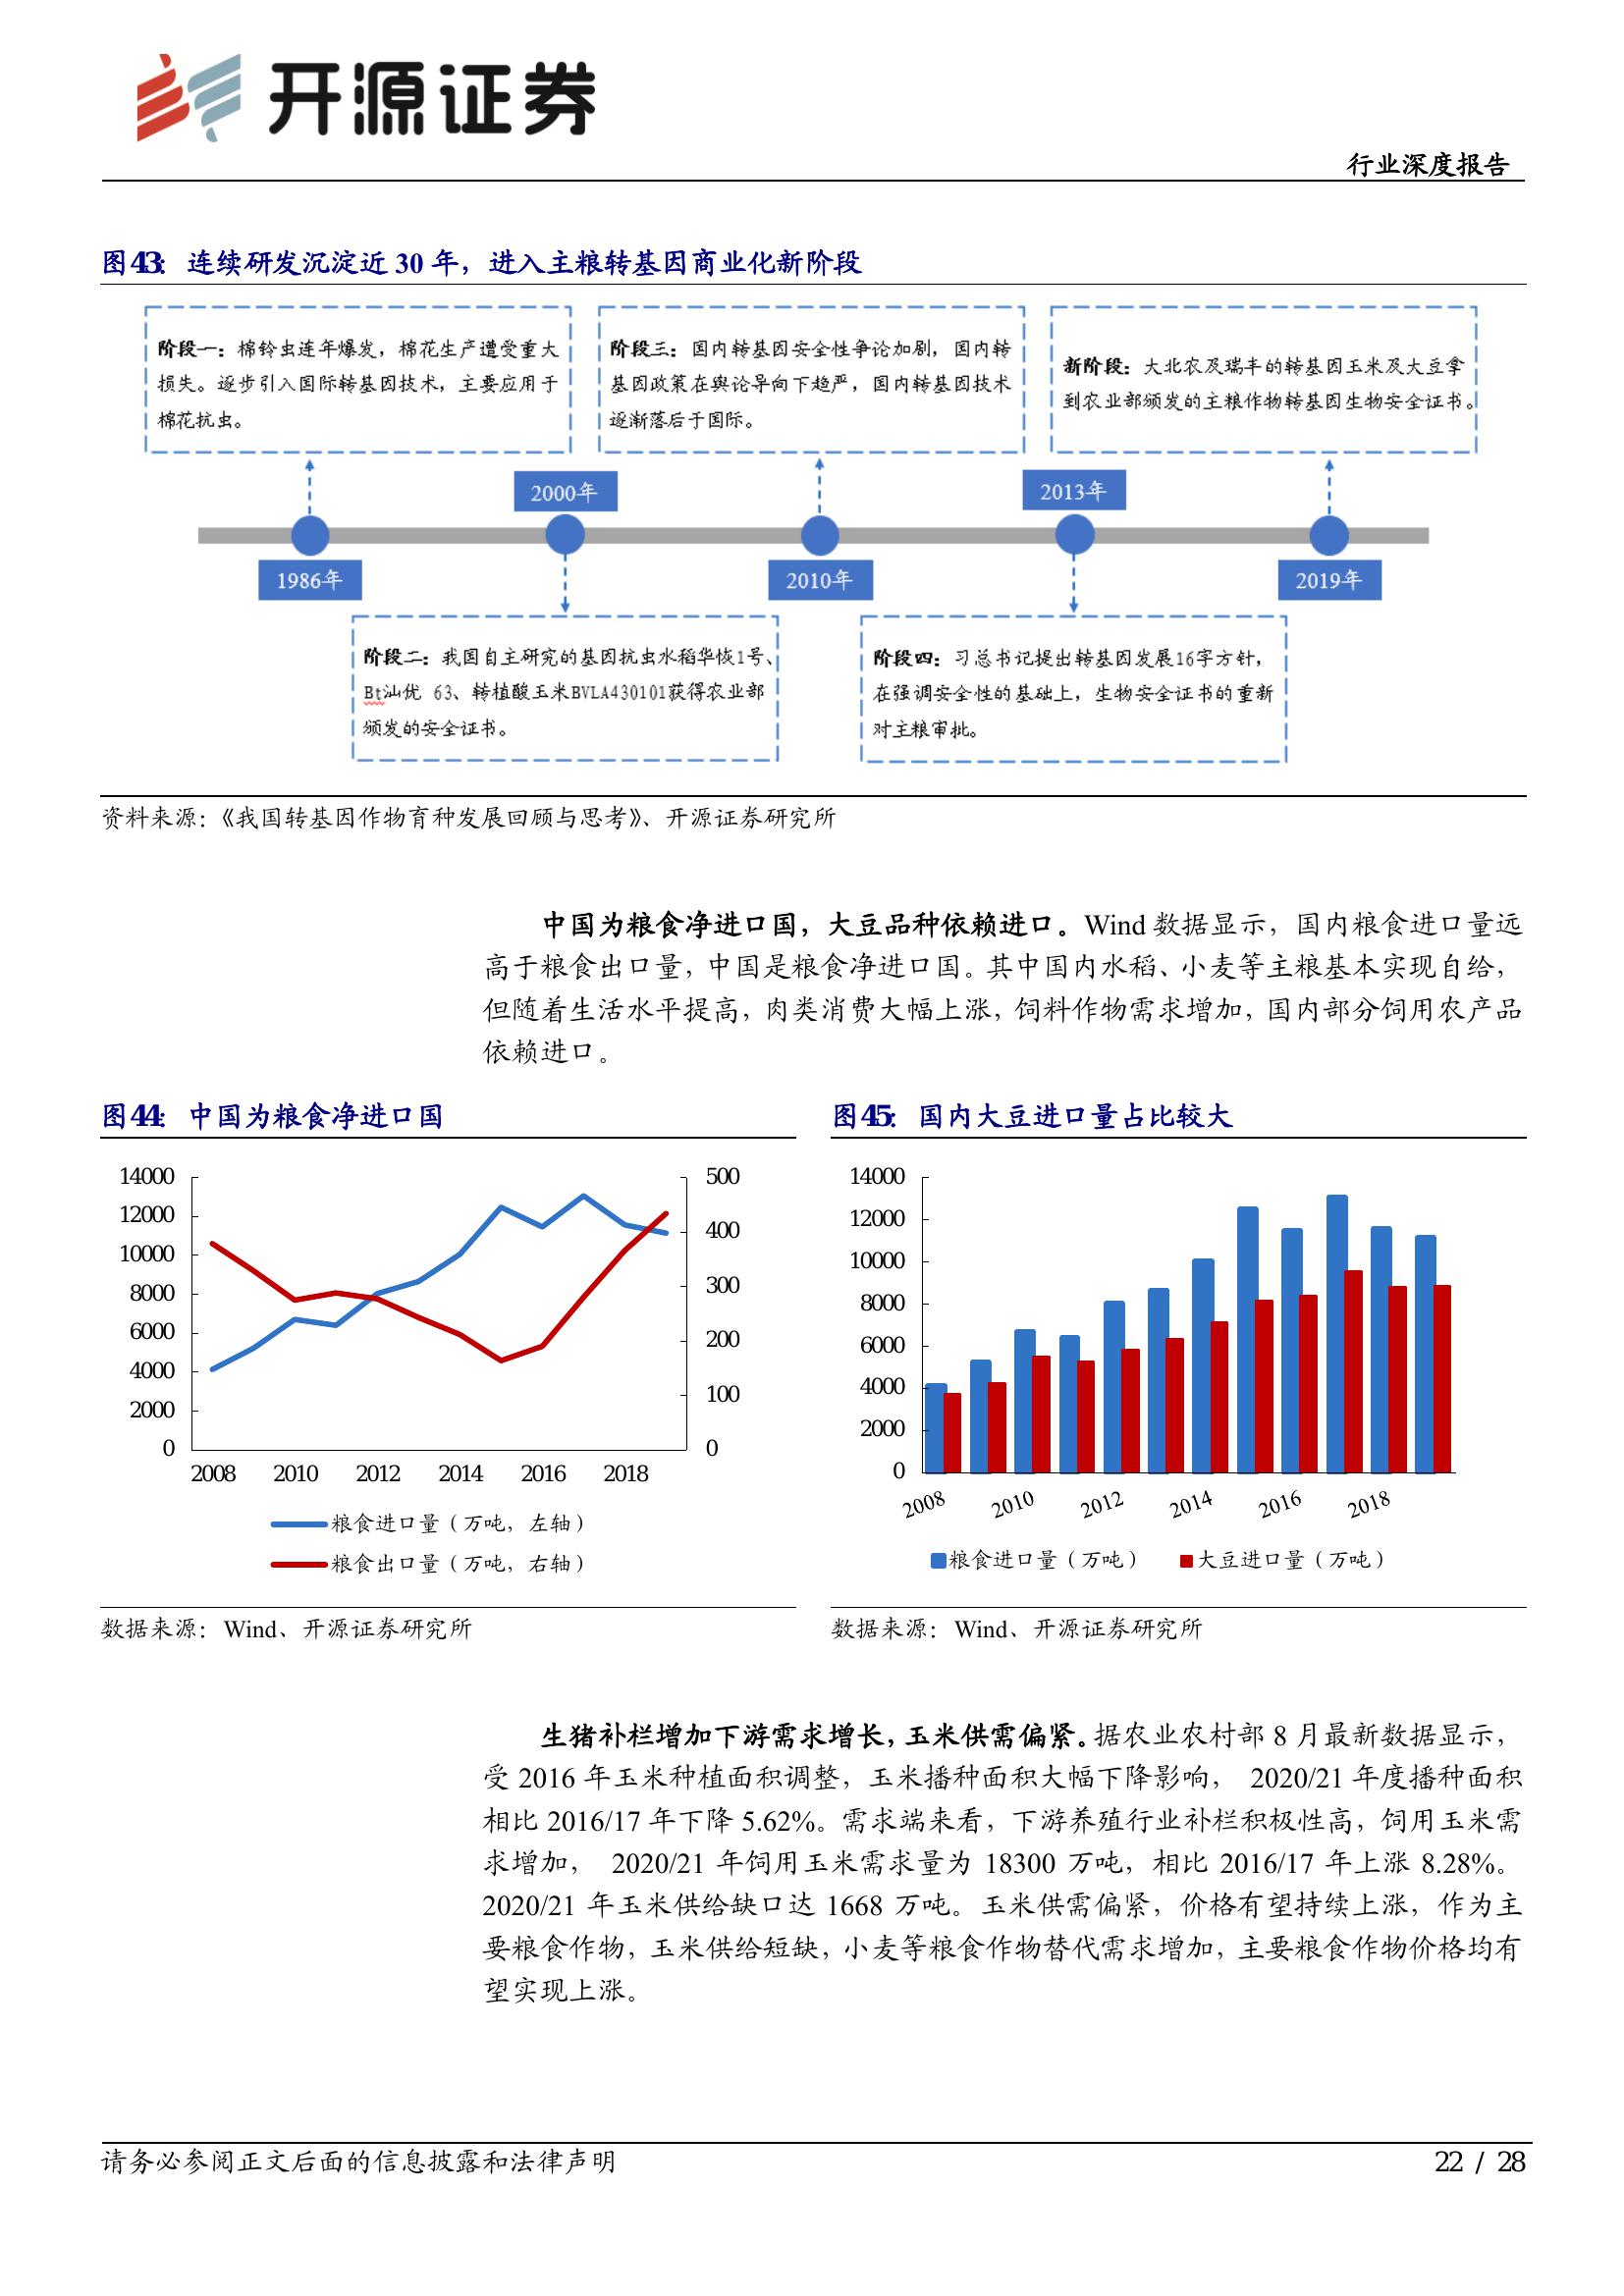 开源证券
行业深度报告
图43： 连续研发沉淀近 30 年，进入主粮转基因商业化新阶段
阶段一：棉铃虫连年爆发，棉花生产遭受重大
损失。逐步引入国际转基因技术，主要应用于
棉花抗虫。
阶段三：国内转基因安全性争论加剧，国内转
基因政策在舆论导向下趋严，国内转基因技术
逐渐落后于国际。
新阶段：大北农及瑞丰的转基因玉米及大豆拿
到农业部颁发的主粮作物转基因生物安全证书。
2000年
2013年
1986年
2010年
2019年
阶段二：我国自主研究的基因抗虫水稻华恢1号、
Bt汕优 63、转植酸玉米BVLA430101获得农业部
颁发的安全证书。
阶段四：习总书记提出转基因发展16字方针，
在强调安全性的基础上，生物安全证书的重新
对主粮审批。
资料来源：《我国转基因作物育种发展回顾与思考》、开源证券研究所
中国为粮食净进口国，大豆品种依赖进口。Wind 数据显示，国内粮食进口量远
高于粮食出口量，中国是粮食净进口国。其中国内水稻、小麦等主粮基本实现自给，
但随着生活水平提高，肉类消费大幅上涨，饲料作物需求增加，国内部分饲用农产品
依赖进口。
图44： 中国为粮食净进口国
14000
12000
10000
8000
6000
4000
2000
0
500
400
300
200
100
0
2008 2010 2012 2014 2016 2018
粮食进口量（万吨，左轴）
粮食出口量（万吨，右轴）
数据来源：Wind、开源证券研究所
图45： 国内大豆进口量占比较大
14000
12000
10000
8000
6000
4000
2000
0
2008 2010 2012 2014 2016 2018
粮食进口量（万吨） 大豆进口量（万吨）
数据来源：Wind、开源证券研究所
生猪补栏增加下游需求增长，玉米供需偏紧。据农业农村部 8 月最新数据显示，
受 2016 年玉米种植面积调整，玉米播种面积大幅下降影响， 2020/21 年度播种面积
相比 2016/17 年下降 5.62%。需求端来看，下游养殖行业补栏积极性高，饲用玉米需
求增加， 2020/21 年饲用玉米需求量为 18300 万吨，相比 2016/17 年上涨 8.28%。
2020/21 年玉米供给缺口达 1668 万吨。玉米供需偏紧，价格有望持续上涨，作为主
要粮食作物，玉米供给短缺，小麦等粮食作物替代需求增加，主要粮食作物价格均有
望实现上涨。
请务必参阅正文后面的信息披露和法律声明
22 / 28